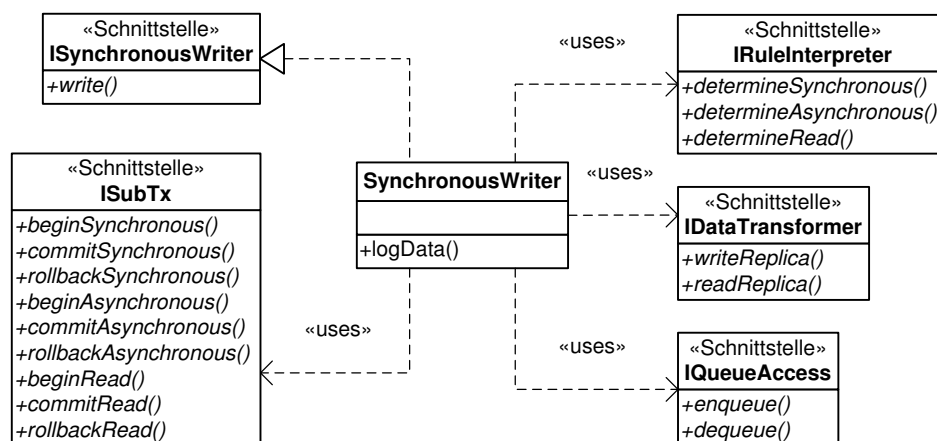 «Schnittstelle»
ISynchronousWriter
+write()
«uses»
«Schnittstelle»
IRuleInterpreter
+determineSynchronous()
+determineAsynchronous()
+determineRead()
«Schnittstelle»
ISubTx
+beginSynchronous()
+commitSynchronous()
+rollbackSynchronous()
+beginAsynchronous()
+commitAsynchronous()
+rollbackAsynchronous()
+beginRead()
+commitRead()
+rollbackRead()
SynchronousWriter
+logData()
«uses»
«Schnittstelle»
IDataTransformer
+writeReplica()
+readReplica()
«uses»
«uses»
«Schnittstelle»
IQueueAccess
+enqueue()
+dequeue()